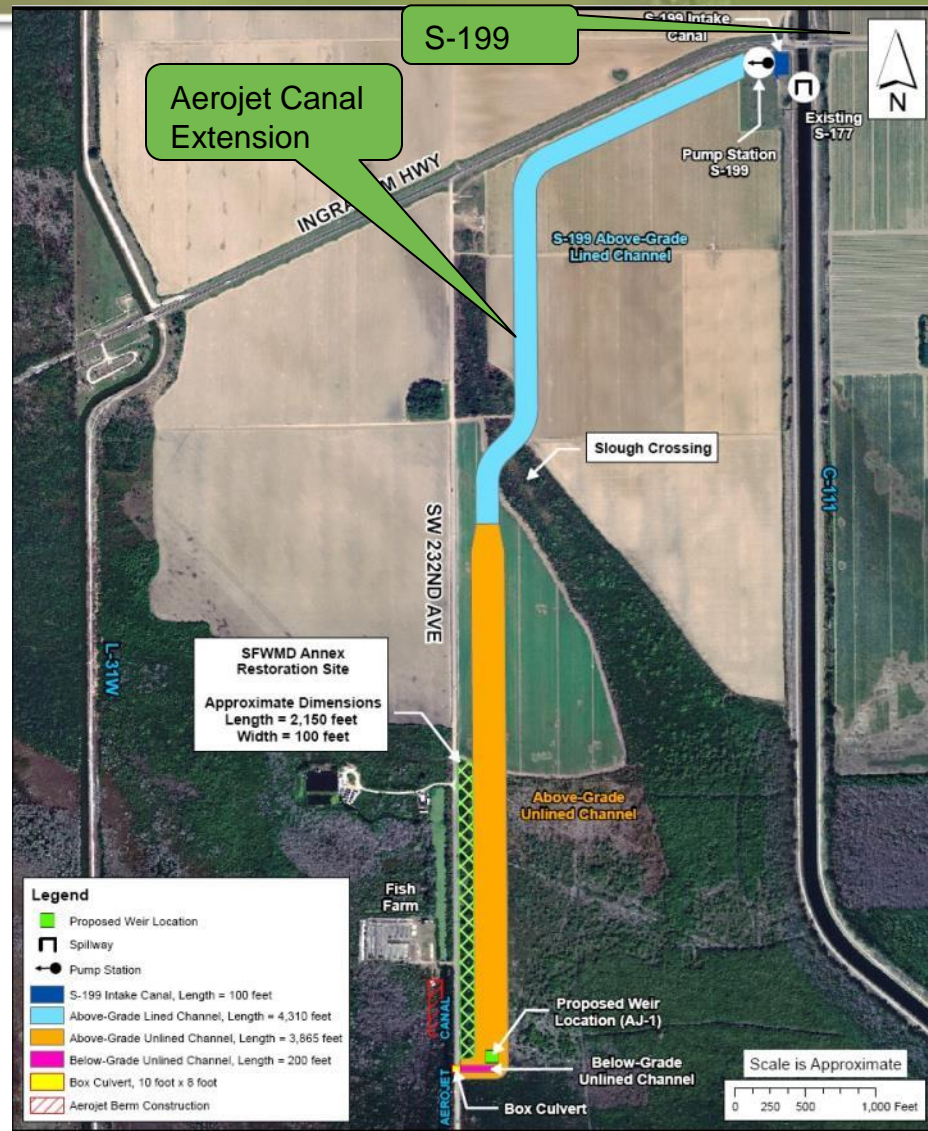 S-199
S-199 Intake
Canal
N
Aerojet Canal
Extension
Existing
S-177
Pump Station
S-199
INGRA
M HWY
S-199 Above-Grade
Lined Channel
Slough Crossing
C-111
SW 232ND AVE
L-31W
SFWMD Annex
Restoration Site
Approximate Dimensions
Length = 2,150 feet
Width = 100 feet
Above-Grade
Unlined Channel
Fish
Farm
Legend
Proposed Weir Location
Spillway
Pump Station
S-199 Intake Canal, Length = 100 feet
Above-Grade Lined Channel, Length = 4,310 feet
Above-Grade Unlined Channel, Length = 3,865 feet
Below-Grade Unlined Channel, Length = 200 feet
Box Culvert, 10 foot x 8 foot
Aerojet Berm Construction
AEROJET CANAL
Proposed Weir
Location (AJ-1)
Below-Grade
Unlined Channel
Box Culvert
Scale is Approximate
0 250 500 1,000 Feet